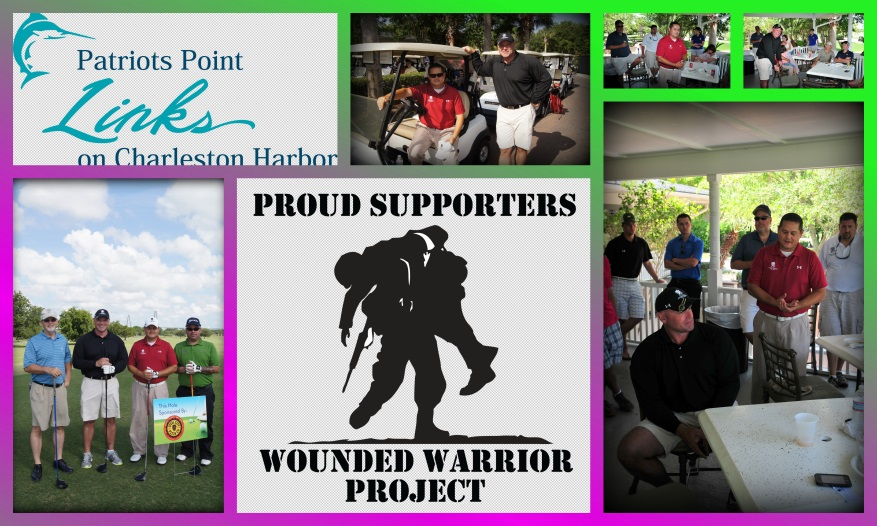 Patriots Point
Links
on Charleston Harbor
PROUD SUPPORTERS
WOUNDED WARRIOR
PROJECT
This Hole
Sponsored By: